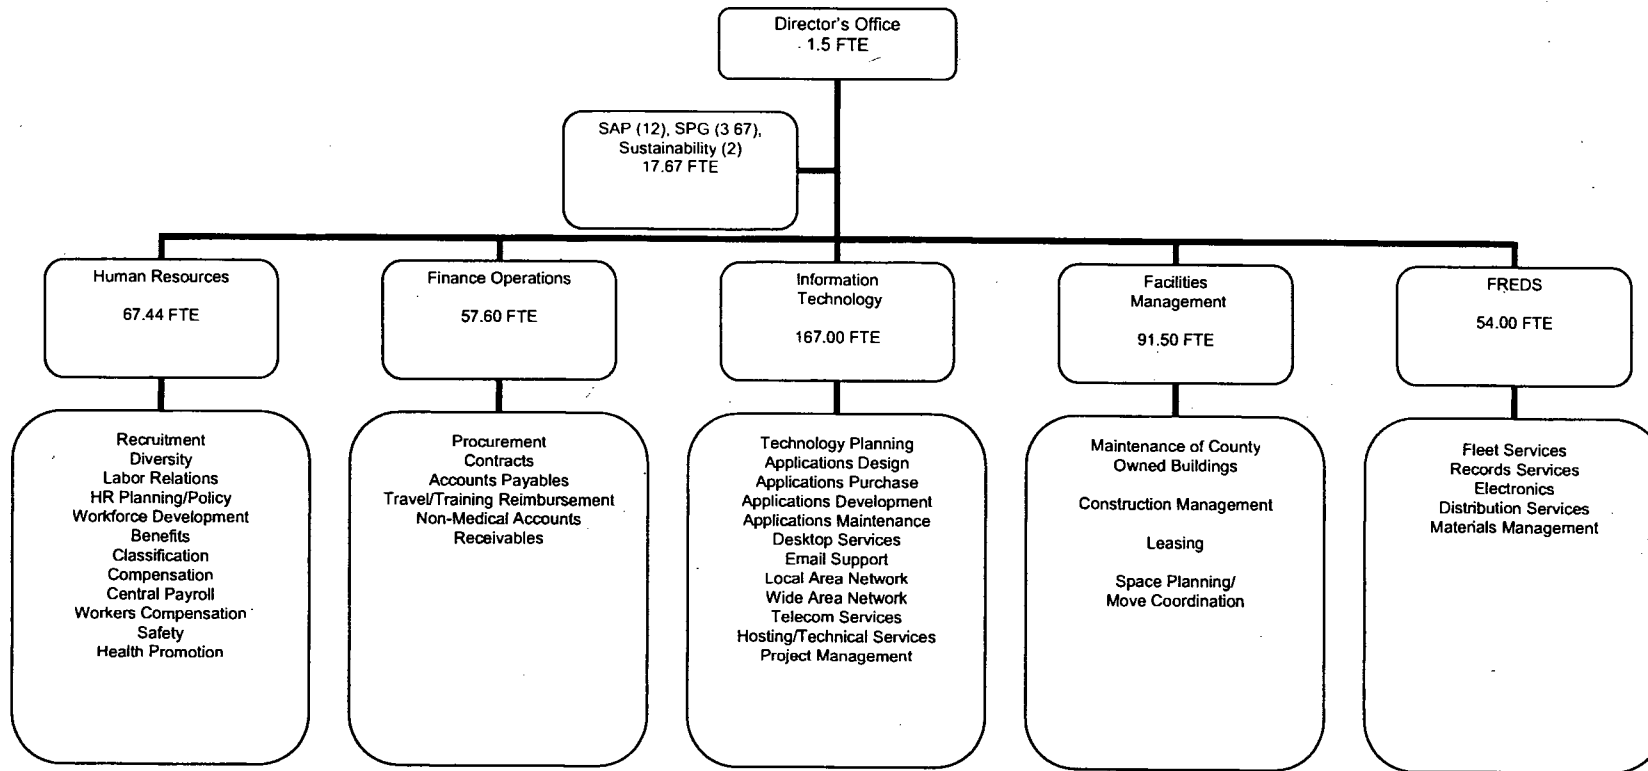 Director's Office
1.5 FTE
SAP (12), SPG (3 67),
Sustainability (2)
17.67 FTE
Human Resources
67.44 FTE
Finance Operations
57.60 FTE
Information
Technology
167.00 FTE
Facilities
Management
91.50 FTE
FREDS
54.00 FTE
Recruitment
Diversity
Labor Relations
HR Planning/Policy
Workforce Development
Benefits
Classification
Compensation
Central Payroll
Workers Compensation
Safety
Health Promotion
Procurement
Contracts
Accounts Payables
Travel/Training Reimbursement
Non-Medical Accounts
Receivables
Technology Planning
Applications Design
Applications Purchase
Applications Development
Applications Maintenance
Desktop Services
Email Support
Local Area Network
Wide Area Network
Telecom Services
Hosting/Technical Services
Project Management
Maintenance of County
Owned Buildings
Construction Management
Leasing
Space Planning/
Move Coordination
Fleet Services
Records Services
Electronics
Distribution Services
Materials Management